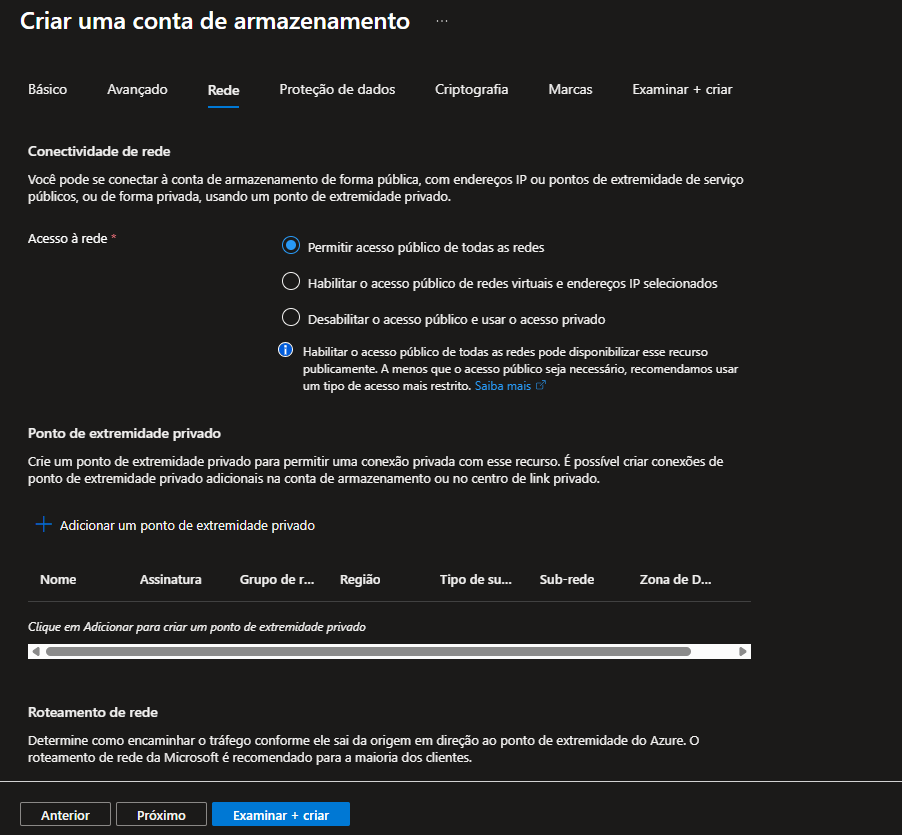 Criar uma conta de armazenamento ...
Básico Avançado Rede Proteção de dados Criptografia Marcas Examinar + criar
Conectividade de rede
Você pode se conectar à conta de armazenamento de forma pública, com endereços IP ou pontos de extremidade de serviço
públicos, ou de forma privada, usando um ponto de extremidade privado.
Acesso à rede *
Permitir acesso público de todas as redes
Habilitar o acesso público de redes virtuais e endereços IP selecionados
Desabilitar o acesso público e usar o acesso privado
Habilitar o acesso público de todas as redes pode disponibilizar esse recurso
publicamente. A menos que o acesso público seja necessário, recomendamos usar
um tipo de acesso mais restrito. Saiba mais
Ponto de extremidade privado
Crie um ponto de extremidade privado para permitir uma conexão privada com esse recurso. É possível criar conexões de
ponto de extremidade privado adicionais na conta de armazenamento ou no centro de link privado.
Adicionar um ponto de extremidade privado
Nome Assinatura Grupo de r... Região Tipo de su... Sub-rede Zona de D...
Clique em Adicionar para criar um ponto de extremidade privado
Roteamento de rede
Determine como encaminhar o tráfego conforme ele sai da origem em direção ao ponto de extremidade do Azure. O
roteamento de rede da Microsoft é recomendado para a maioria dos clientes.
Anterior Próximo Examinar + criar